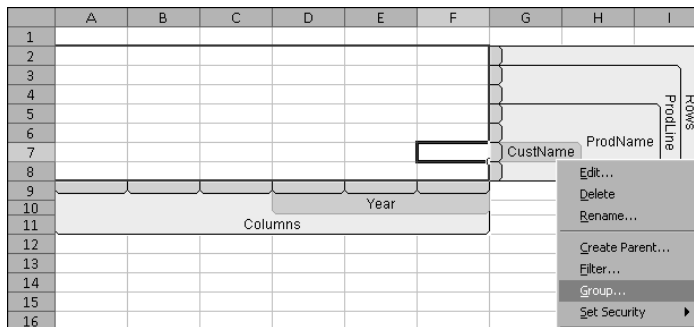 A B C D E F G H I
1
2
3
4
5
6
7
8
9
10
11
12
13
14
15
16
Rows
ProdLine
ProdName
CustName
Year
Columns
Edit...
Delete
Rename...
Create Parent...
Filter...
Group...
Set Security